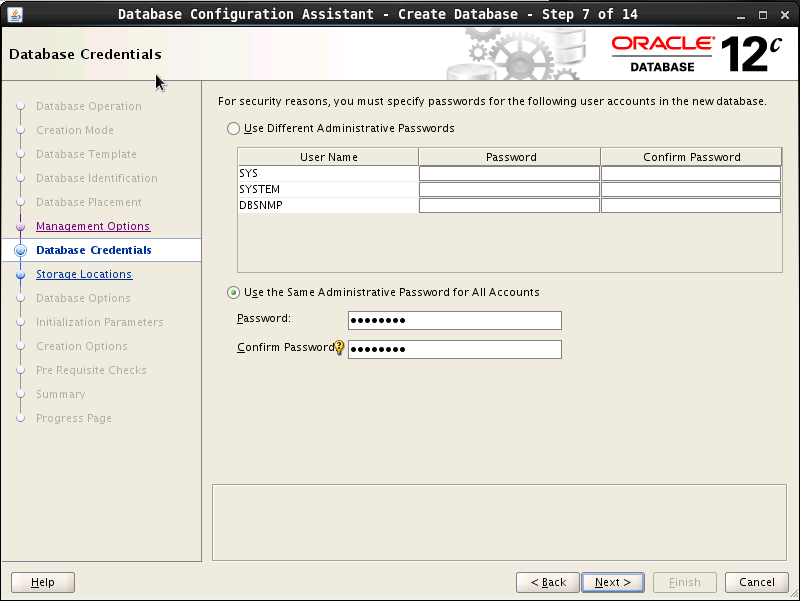 Database Configuration Assistant - Create Database - Step 7 of 14
Database Credentials
ORACLE®
DATABASE
12c
Database Operation
Creation Mode
Database Template
Database Identification
Database Placement
Management Options
Database Credentials
Storage Locations
Database Options
Initialization Parameters
Creation Options
Pre Requisite Checks
Summary
Progress Page
For security reasons, you must specify passwords for the following user accounts in the new database.
Use Different Administrative Passwords
User Name Password Confirm Password
SYS
SYSTEM
DBSNMP
Use the Same Administrative Password for All Accounts
Password: ●●●●●●●●
Confirm Password: ●●●●●●●●
Help < Back Next > Finish Cancel